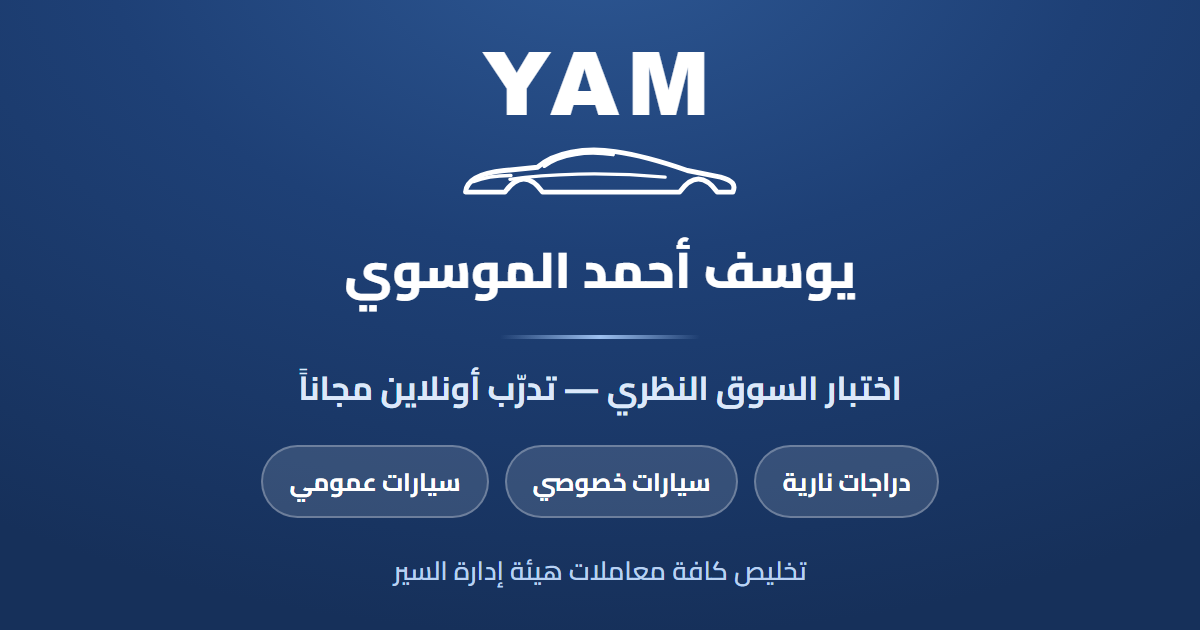 YAM
يوسف أحمد الموسوي
اختبار السوق النظري — تدرّب أونلاين مجاناً
دراجات نارية
سيارات خصوصي
سيارات عمومي
تخليص كافة معاملات هيئة إدارة السير